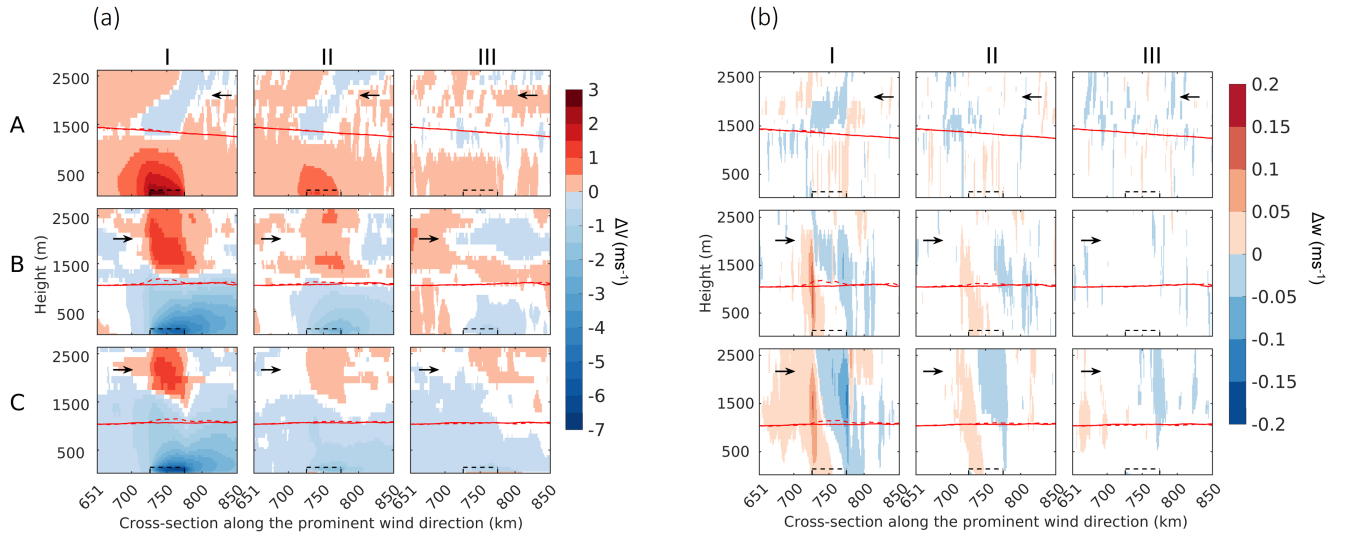 (a)
I II III
A
2500
1500
500
B
2500
1500
500
C
2500
1500
500
Height (m)
651 700 750 800 850
651 700 750 800 850
651 700 750 800 850
Cross-section along the prominent wind direction (km)
3
2
1
0
-1
-2
-3
-4
-5
-6
-7
ΔV (ms⁻¹)
(b)
I II III
2500
1500
500
2500
1500
500
2500
1500
500
Height (m)
651 700 750 800 850
651 700 750 800 850
651 700 750 800 850
Cross-section along the prominent wind direction (km)
0.2
0.15
0.1
0.05
0
-0.05
-0.1
-0.15
-0.2
Δw (ms⁻¹)